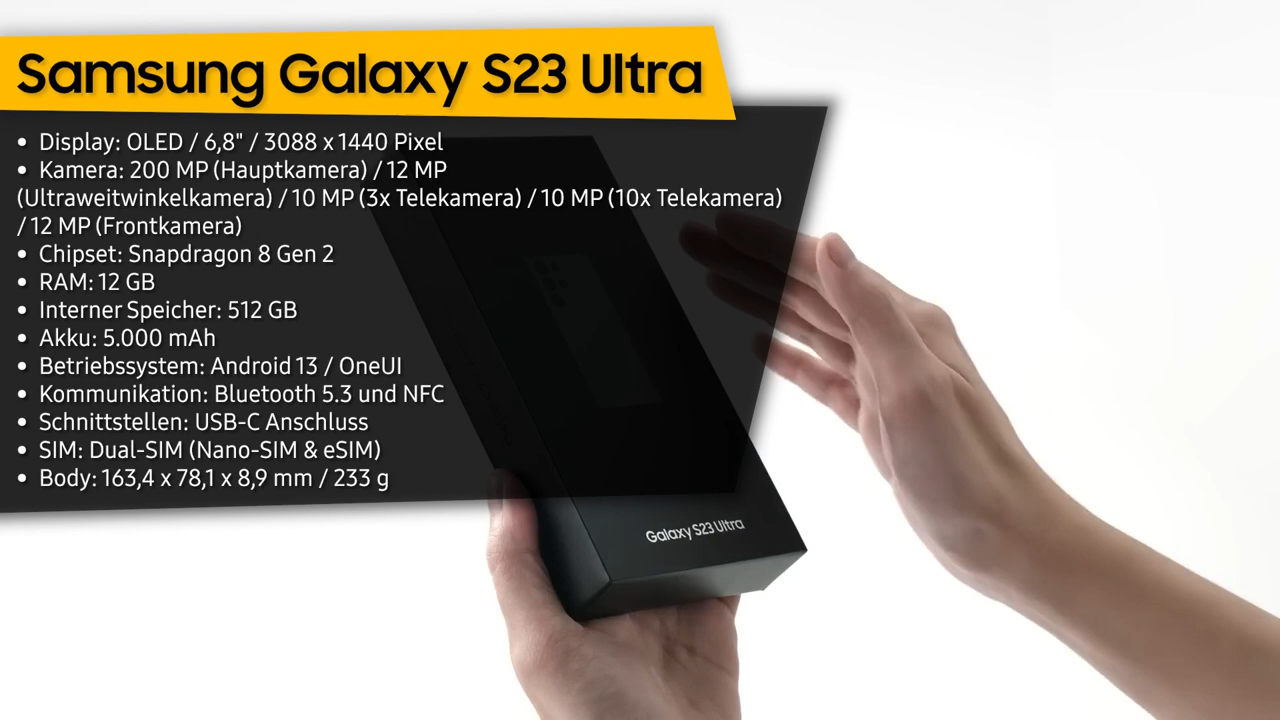 Samsung Galaxy S23 Ultra
• Display: OLED / 6,8" / 3088 x 1440 Pixel
• Kamera: 200 MP (Hauptkamera) / 12 MP
(Ultraweitwinkelkamera) / 10 MP (3x Telekamera) / 10 MP (10x Telekamera)
/ 12 MP (Frontkamera)
• Chipset: Snapdragon 8 Gen 2
• RAM: 12 GB
• Interner Speicher: 512 GB
• Akku: 5.000 mAh
• Betriebssystem: Android 13 / OneUI
• Kommunikation: Bluetooth 5.3 und NFC
• Schnittstellen: USB-C Anschluss
• SIM: Dual-SIM (Nano-SIM & eSIM)
• Body: 163,4 x 78,1 x 8,9 mm / 233 g
Galaxy S23 Ultra